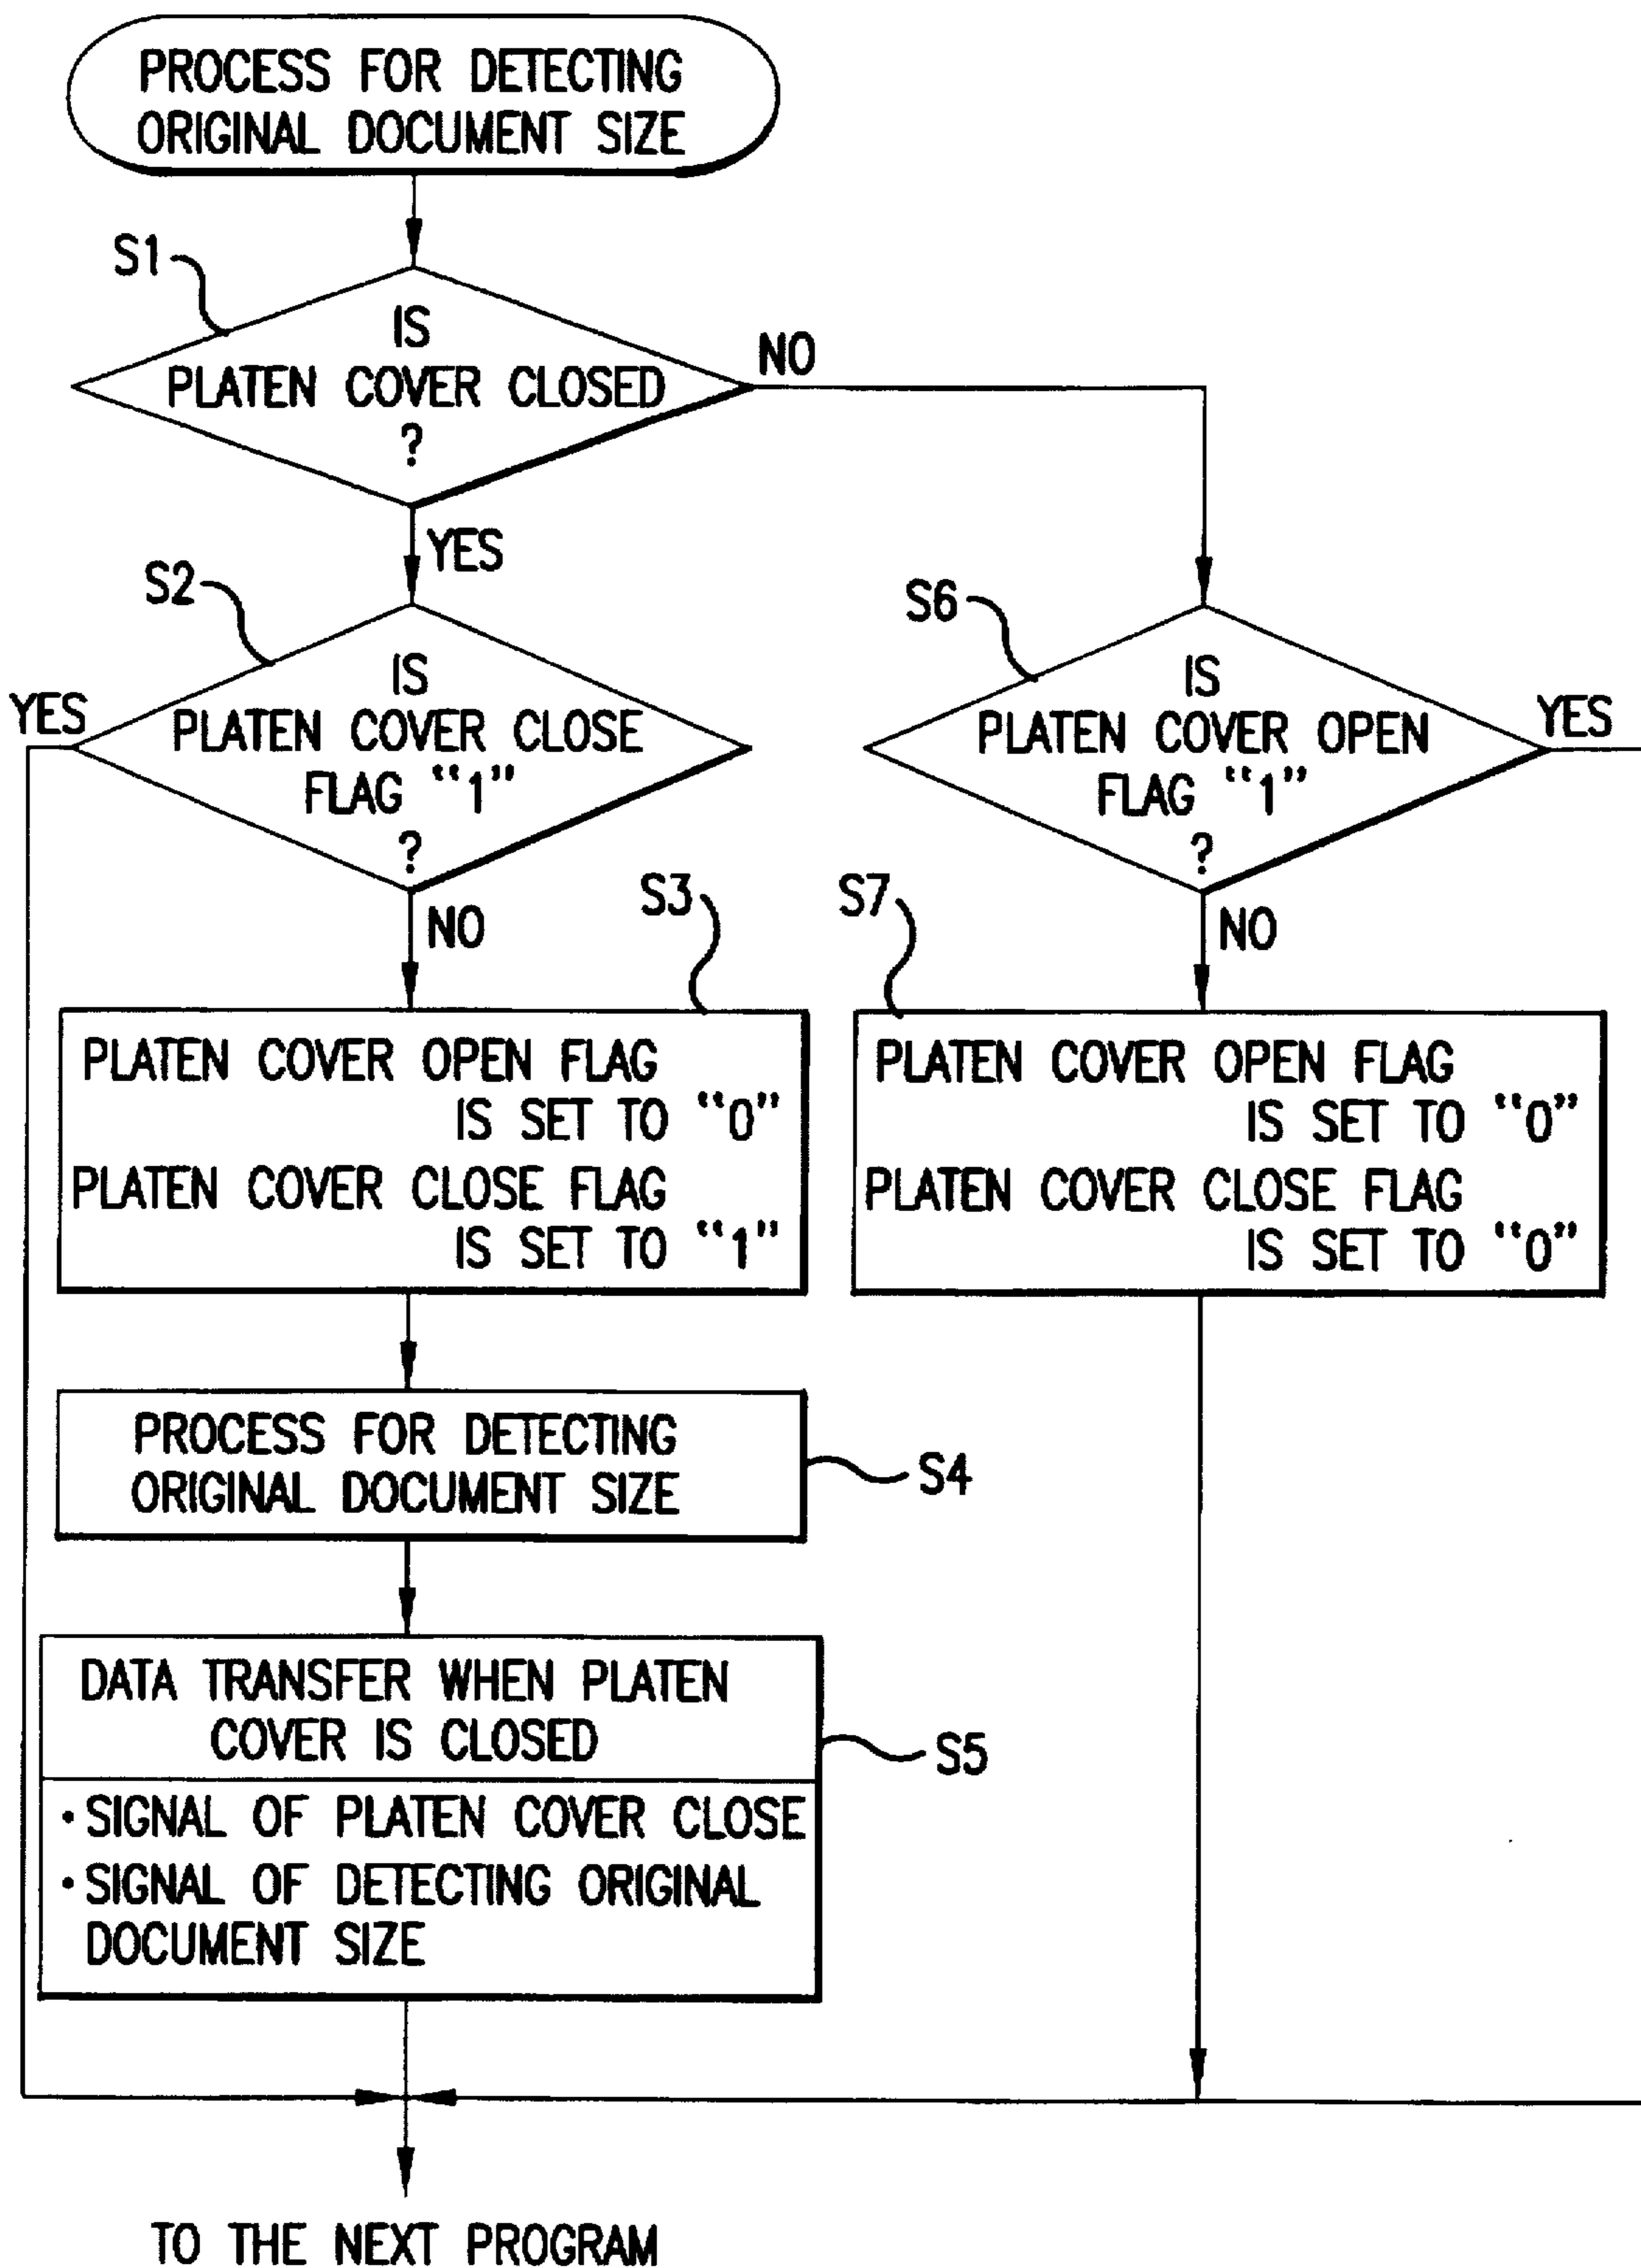 PROCESS FOR DETECTING
ORIGINAL DOCUMENT SIZE
S1
IS
PLATEN COVER CLOSED
?
NO
YES
S2
IS
PLATEN COVER CLOSE
FLAG "1"
?
YES
NO
S6
IS
PLATEN COVER OPEN
FLAG "1"
?
YES
NO
S3
PLATEN COVER OPEN FLAG
IS SET TO "0"
PLATEN COVER CLOSE FLAG
IS SET TO "1"
S7
PLATEN COVER OPEN FLAG
IS SET TO "0"
PLATEN COVER CLOSE FLAG
IS SET TO "0"
PROCESS FOR DETECTING
ORIGINAL DOCUMENT SIZE
S4
DATA TRANSFER WHEN PLATEN
COVER IS CLOSED
S5
· SIGNAL OF PLATEN COVER CLOSE
· SIGNAL OF DETECTING ORIGINAL
DOCUMENT SIZE
TO THE NEXT PROGRAM